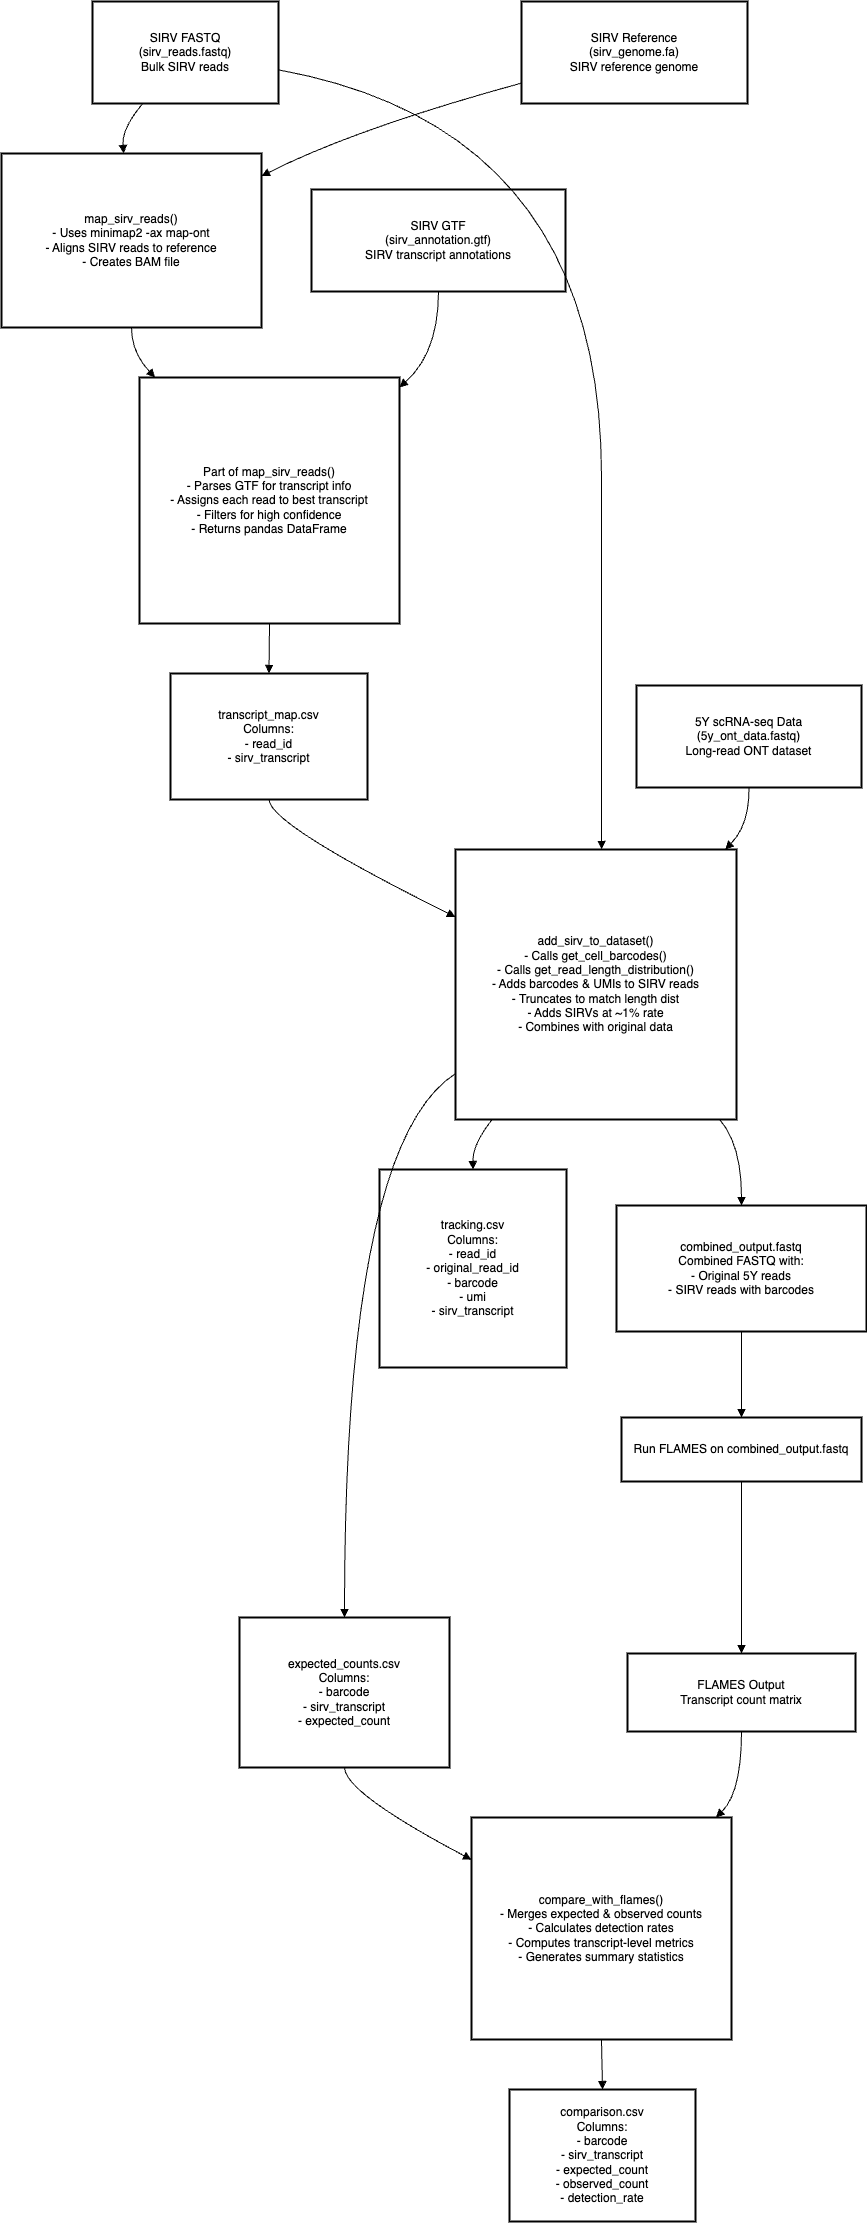 SIRV FASTQ
(sirv_reads.fastq)
Bulk SIRV reads
SIRV Reference
(sirv_genome.fa)
SIRV reference genome
map_sirv_reads()
- Uses minimap2 -ax map-ont
- Aligns SIRV reads to reference
- Creates BAM file
SIRV GTF
(sirv_annotation.gtf)
SIRV transcript annotations
Part of map_sirv_reads()
- Parses GTF for transcript info
- Assigns each read to best transcript
- Filters for high confidence
- Returns pandas DataFrame
transcript_map.csv
Columns:
- read_id
- sirv_transcript
5Y scRNA-seq Data
(5y_ont_data.fastq)
Long-read ONT dataset
add_sirv_to_dataset()
- Calls get_cell_barcodes()
- Calls get_read_length_distribution()
- Adds barcodes & UMIs to SIRV reads
- Truncates to match length dist
- Adds SIRVs at ~1% rate
- Combines with original data
tracking.csv
Columns:
- read_id
- original_read_id
- barcode
- umi
- sirv_transcript
combined_output.fastq
Combined FASTQ with:
- Original 5Y reads
- SIRV reads with barcodes
Run FLAMES on combined_output.fastq
expected_counts.csv
Columns:
- barcode
- sirv_transcript
- expected_count
FLAMES Output
Transcript count matrix
compare_with_flames()
- Merges expected & observed counts
- Calculates detection rates
- Computes transcript-level metrics
- Generates summary statistics
comparison.csv
Columns:
- barcode
- sirv_transcript
- expected_count
- observed_count
- detection_rate